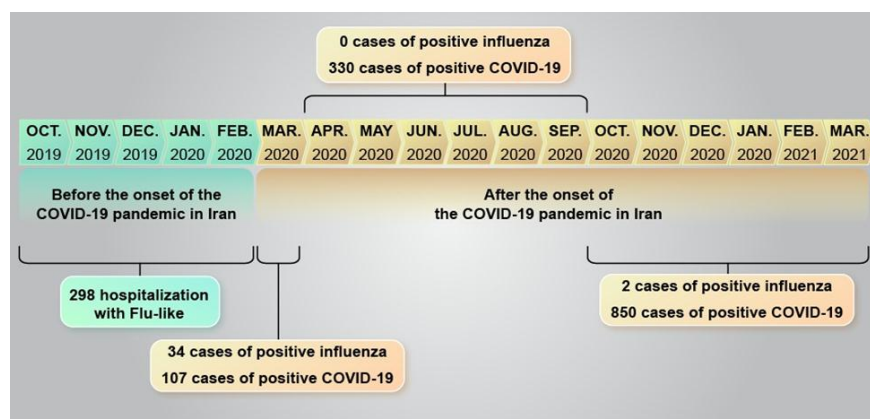 0 cases of positive influenza
330 cases of positive COVID-19
OCT. NOV. DEC. JAN. FEB. MAR. APR. MAY JUN. JUL. AUG. SEP. OCT. NOV. DEC. JAN. FEB. MAR.
2019 2019 2019 2020 2020 2020 2020 2020 2020 2020 2020 2020 2020 2020 2020 2020 2021 2021
Before the onset of the
COVID-19 pandemic in Iran
After the onset of
the COVID-19 pandemic in Iran
298 hospitalization
with Flu-like
2 cases of positive influenza
850 cases of positive COVID-19
34 cases of positive influenza
107 cases of positive COVID-19